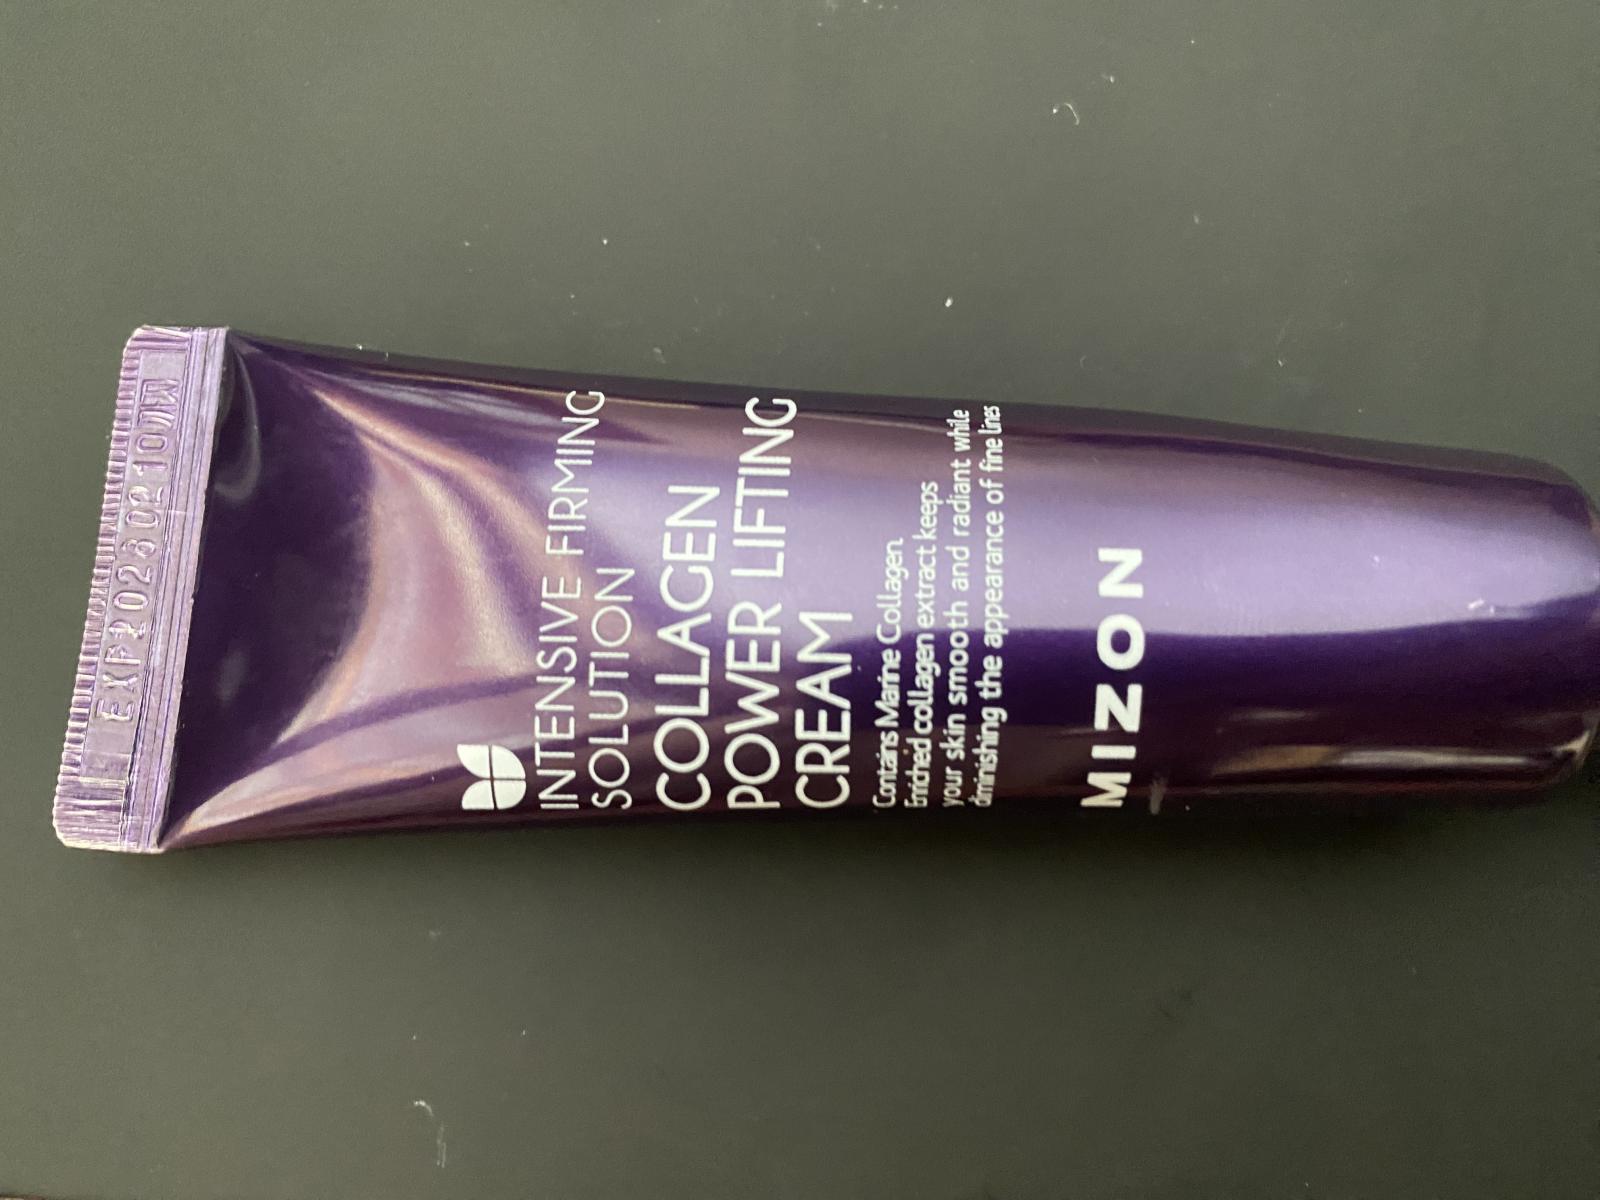 INTENSIVE FIRMING
SOLUTION
COLLAGEN
POWER LIFTING
CREAM
Contains Marine Collagen.
Enriched collagen extract keeps
your skin smooth and radiant while
diminishing the appearance of fine lines
MIZON
EXP